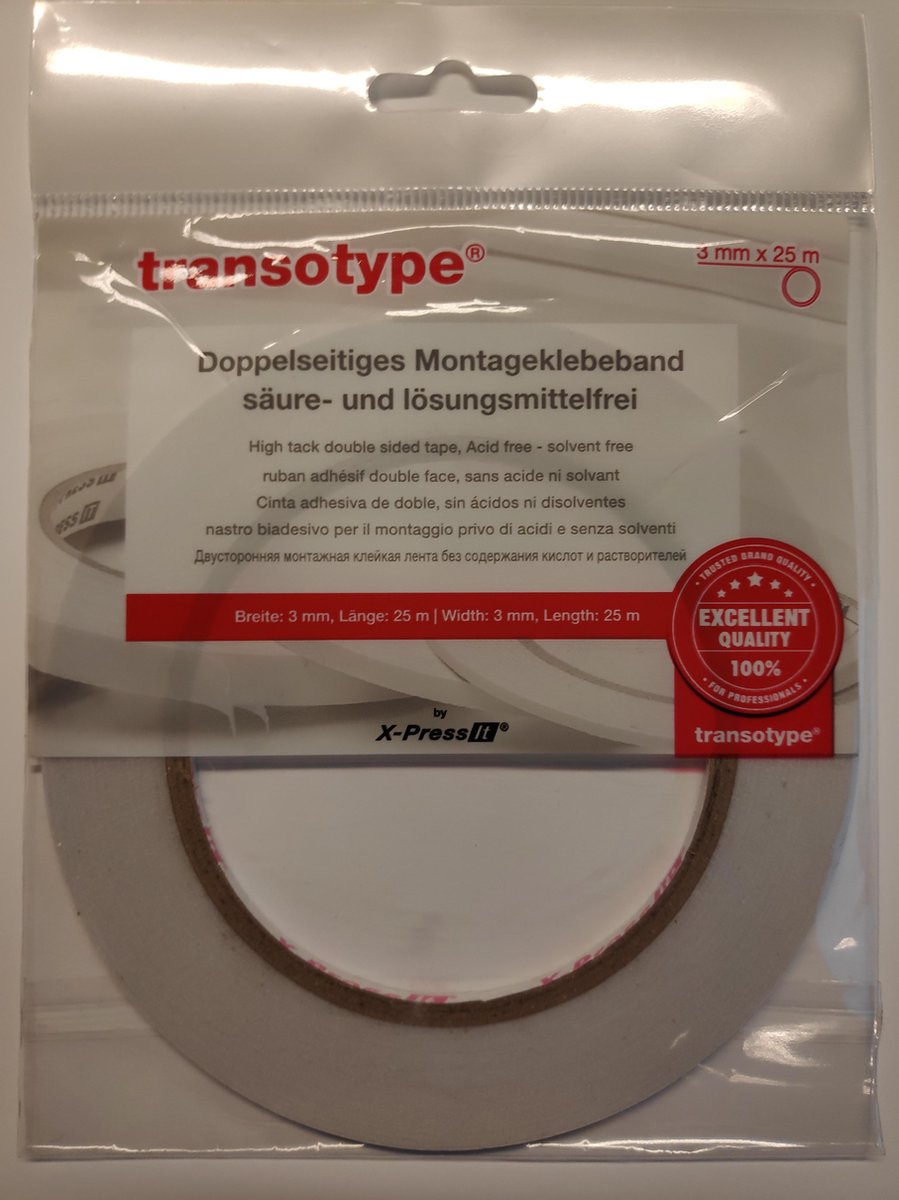 transotype®
3 mm x 25 m
Doppelseitiges Montageklebeband
säure- und lösungsmittelfrei
High tack double sided tape, Acid free - solvent free
ruban adhésif double face, sans acide ni solvant
Cinta adhesiva de doble, sin ácidos ni disolventes
nastro biadesivo per il montaggio privo di acidi e senza solventi
Двусторонняя монтажная клейкая лента без содержания кислот и растворителей
Breite: 3 mm, Länge: 25 m | Width: 3 mm, Length: 25 m
TRUSTED BRAND QUALITY
EXCELLENT
QUALITY
100%
FOR PROFESSIONALS
transotype®
by
X-Press It®
X-Press It